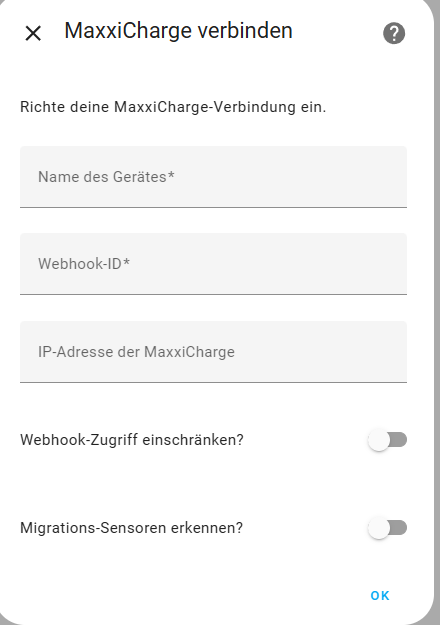 MaxxiCharge verbinden
Richte deine MaxxiCharge-Verbindung ein.
Name des Gerätes*
Webhook-ID*
IP-Adresse der MaxxiCharge
Webhook-Zugriff einschränken?
Migrations-Sensoren erkennen?
OK